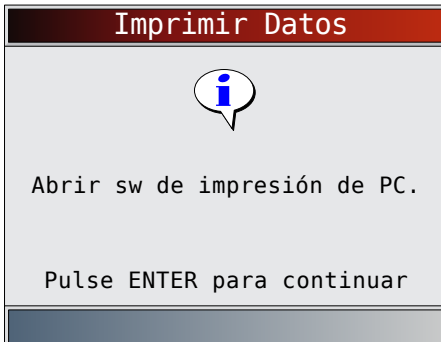 Imprimir Datos
Abrir sw de impresión de PC.
Pulse ENTER para continuar